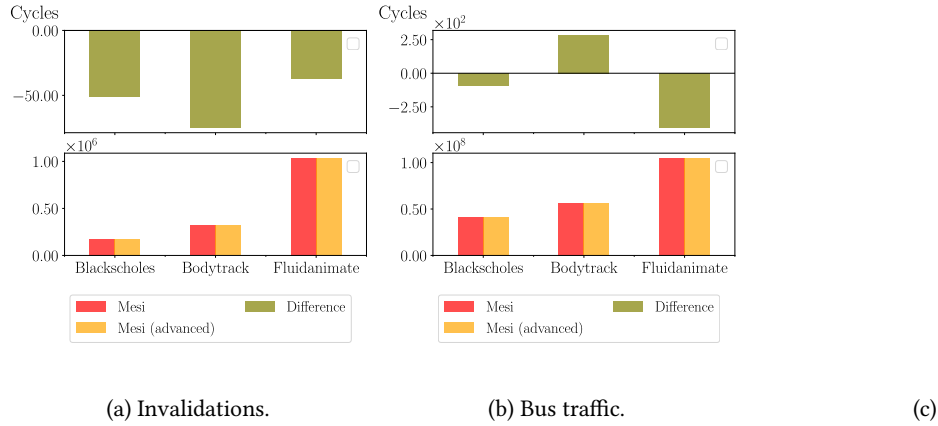 Cycles
0.00
−50.00
×10^6
1.00
0.50
0.00
Blackscholes Bodytrack Fluidanimate
Mesi
Mesi (advanced)
Difference
(a) Invalidations.
Cycles
×10^2
2.50
0.00
−2.50
×10^8
1.00
0.50
0.00
Blackscholes Bodytrack Fluidanimate
Mesi
Mesi (advanced)
Difference
(b) Bus traffic.
(c)